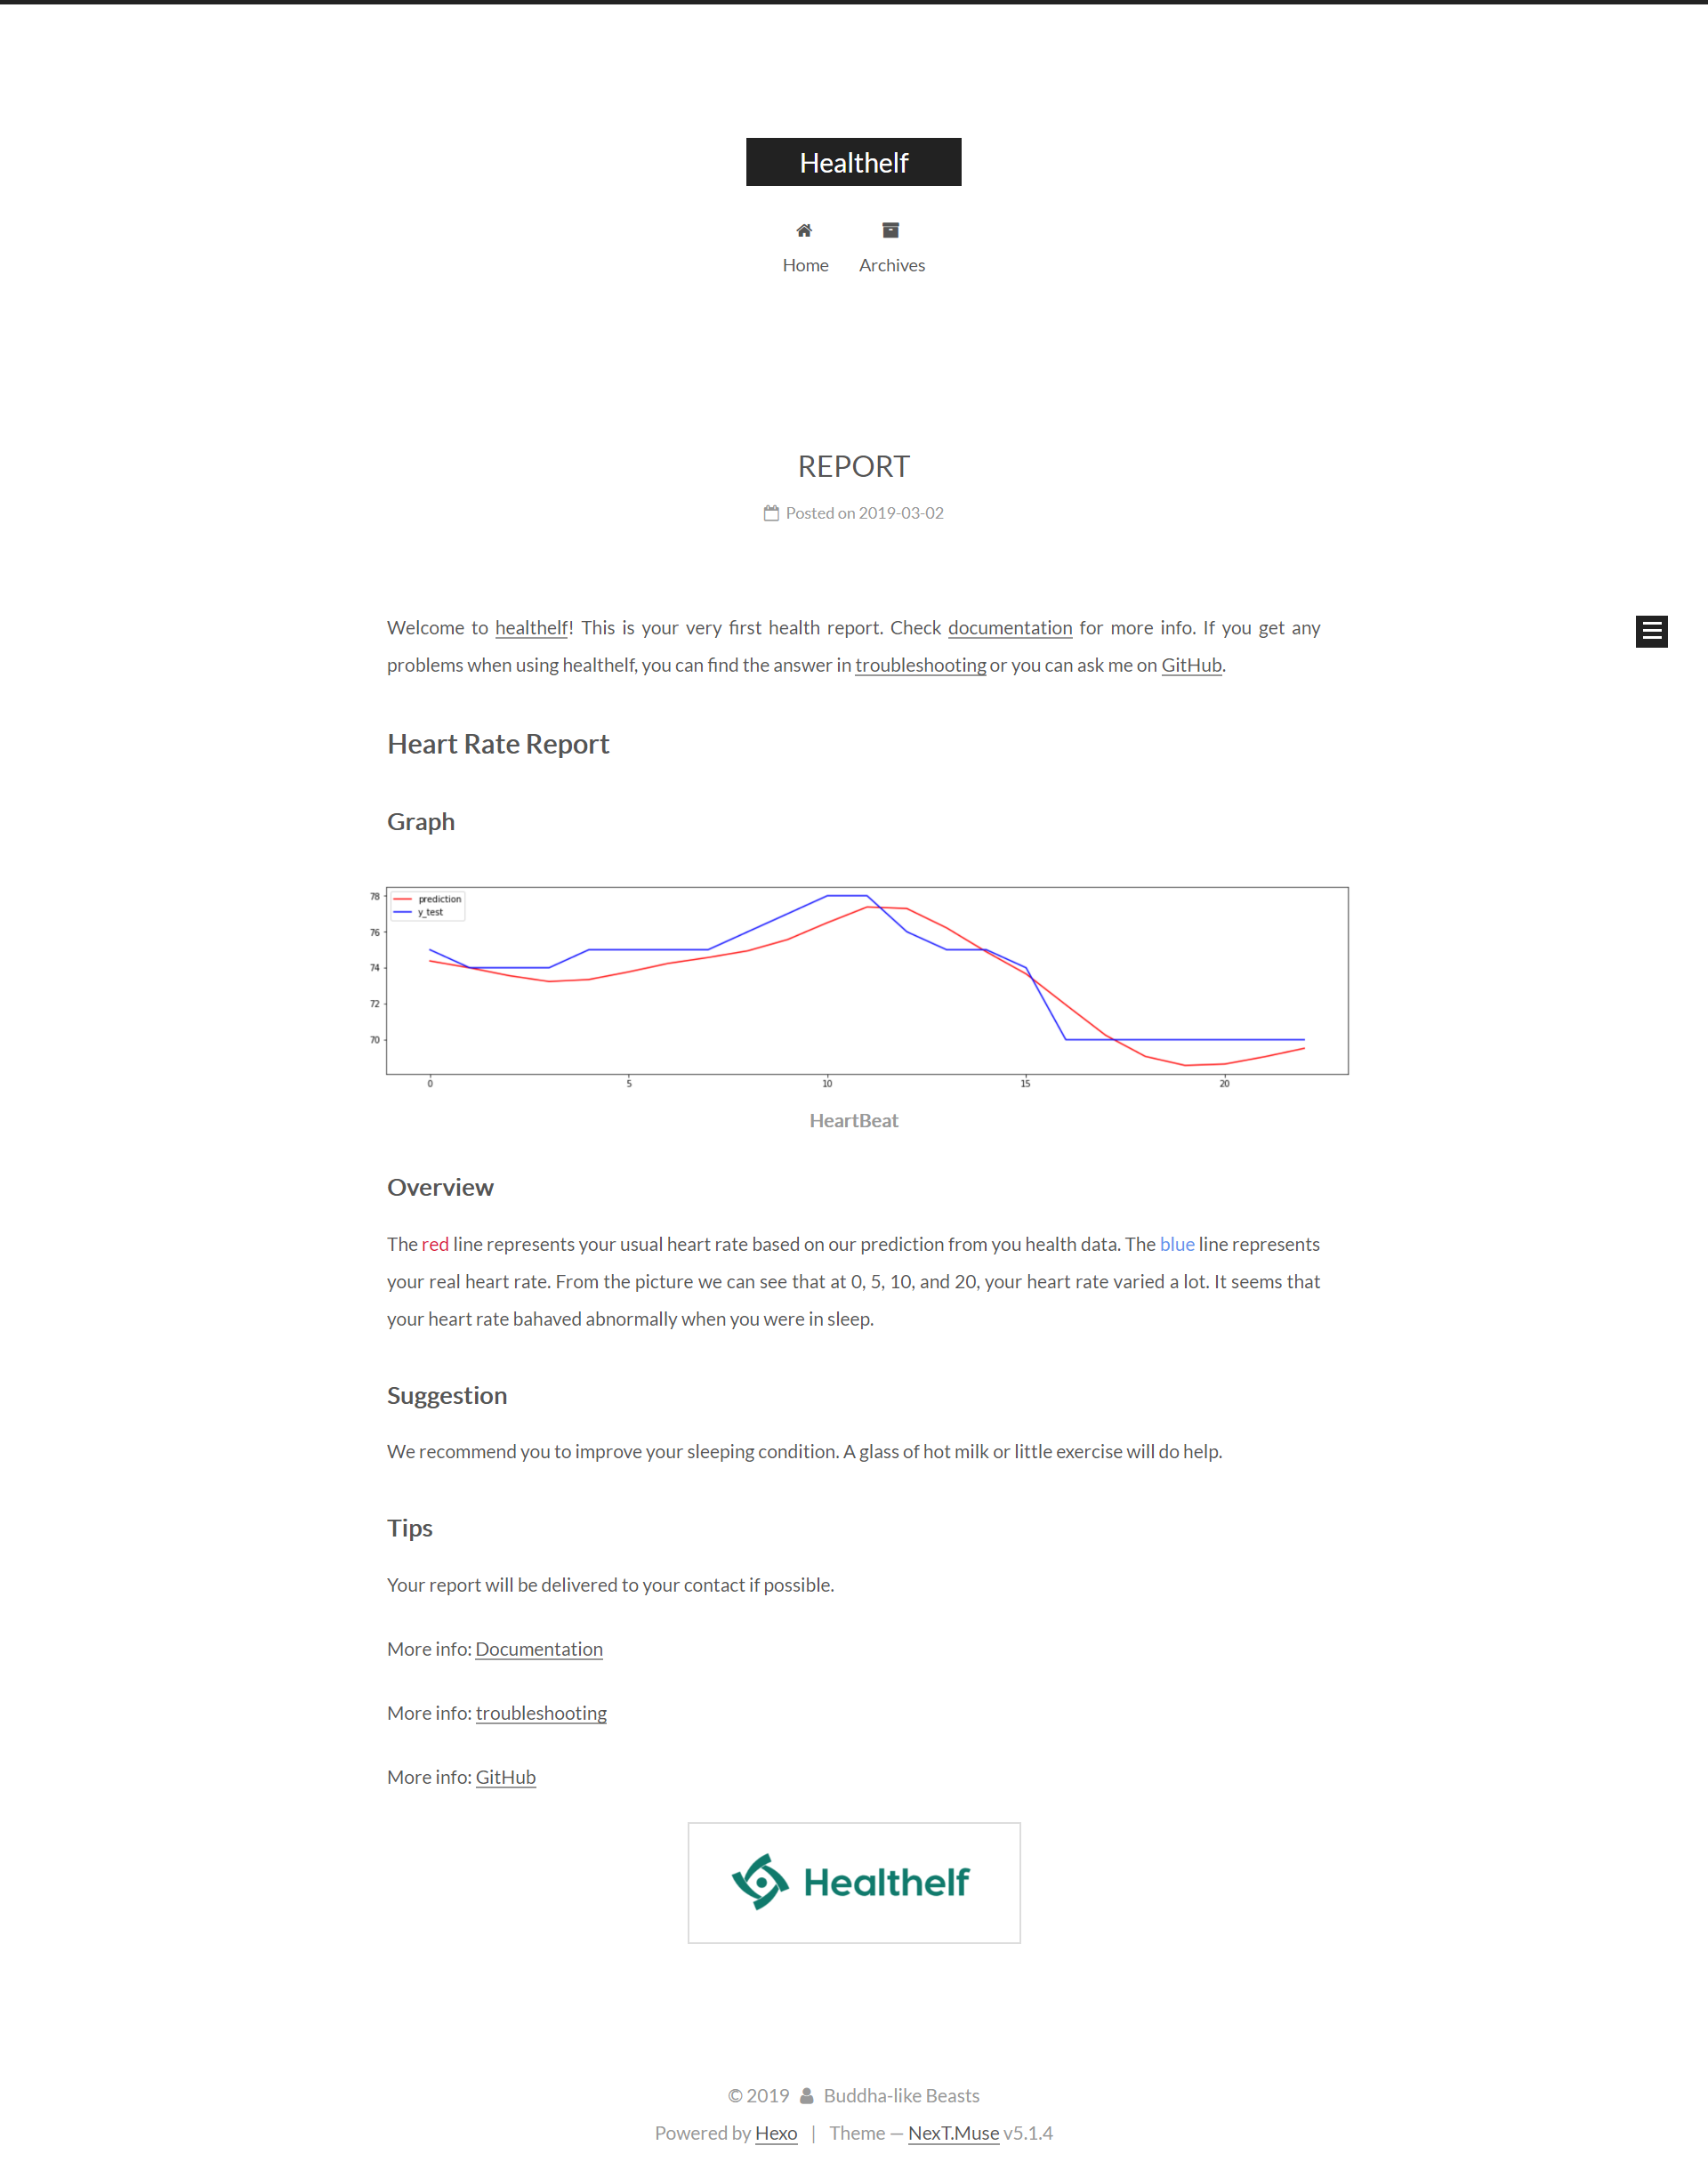 Healthelf
Home Archives
REPORT
Posted on 2019-03-02
Welcome to healthelf! This is your very first health report. Check documentation for more info. If you get any
problems when using healthelf, you can find the answer in troubleshooting or you can ask me on GitHub.
Heart Rate Report
Graph
prediction
y_test
78
76
74
72
70
0 5 10 15 20
HeartBeat
Overview
The red line represents your usual heart rate based on our prediction from you health data. The blue line represents
your real heart rate. From the picture we can see that at 0, 5, 10, and 20, your heart rate varied a lot. It seems that
your heart rate bahaved abnormally when you were in sleep.
Suggestion
We recommend you to improve your sleeping condition. A glass of hot milk or little exercise will do help.
Tips
Your report will be delivered to your contact if possible.
More info: Documentation
More info: troubleshooting
More info: GitHub
Healthelf
© 2019 Buddha-like Beasts
Powered by Hexo | Theme — NexT.Muse v5.1.4